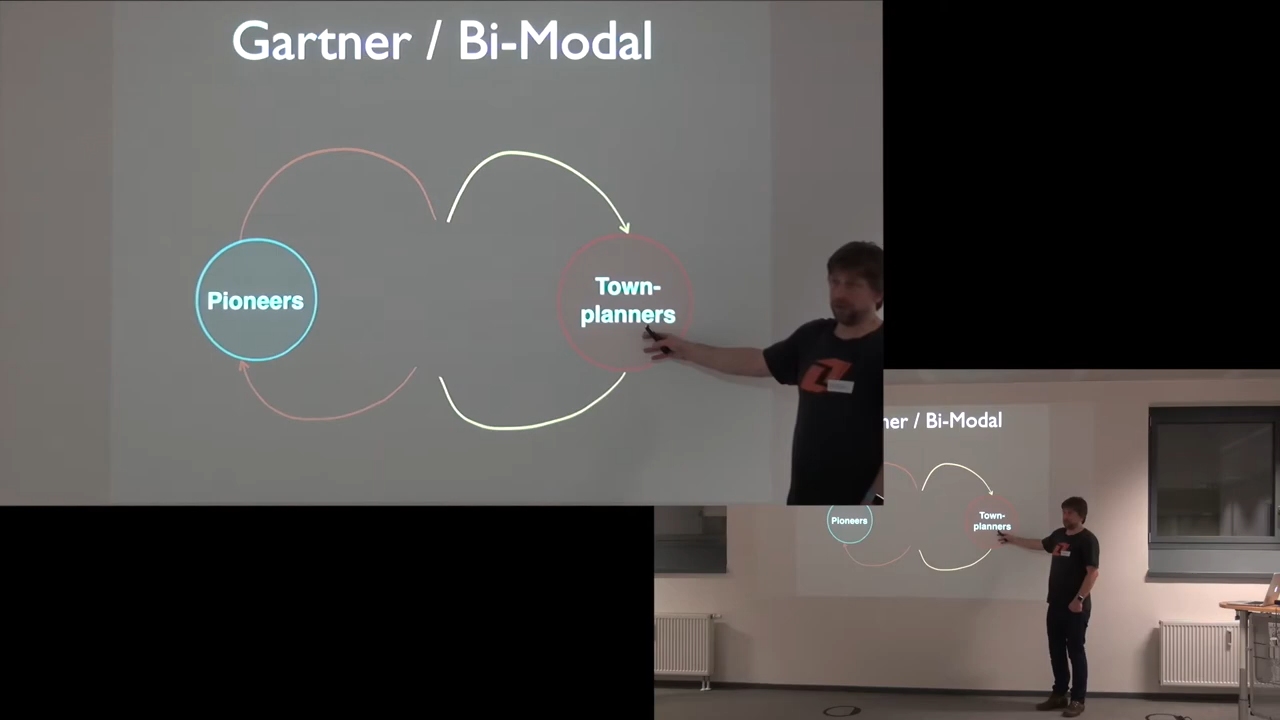 Gartner / Bi-Modal
Pioneers
Town-
planners
ner / Bi-Modal
Pioneers
Town-
planners